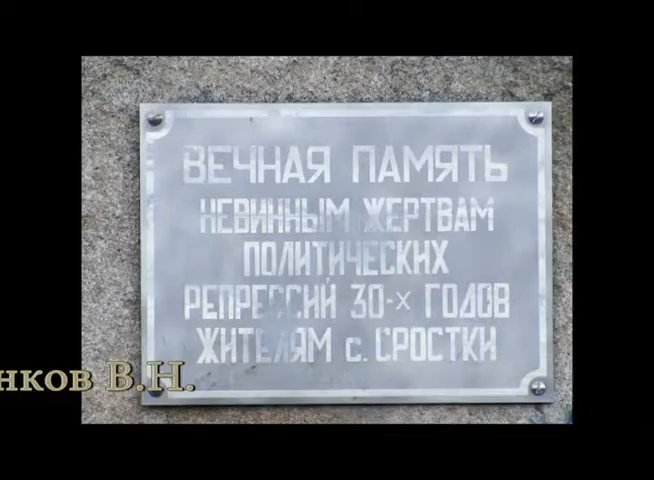 ВЕЧНАЯ ПАМЯТЬ
НЕВИННЫМ ЖЕРТВАМ
ПОЛИТИЧЕСКИХ
РЕПРЕССИЙ 30-х ГОДОВ
ЖИТЕЛЯМ с. СРОСТКИ
нков В.Н.